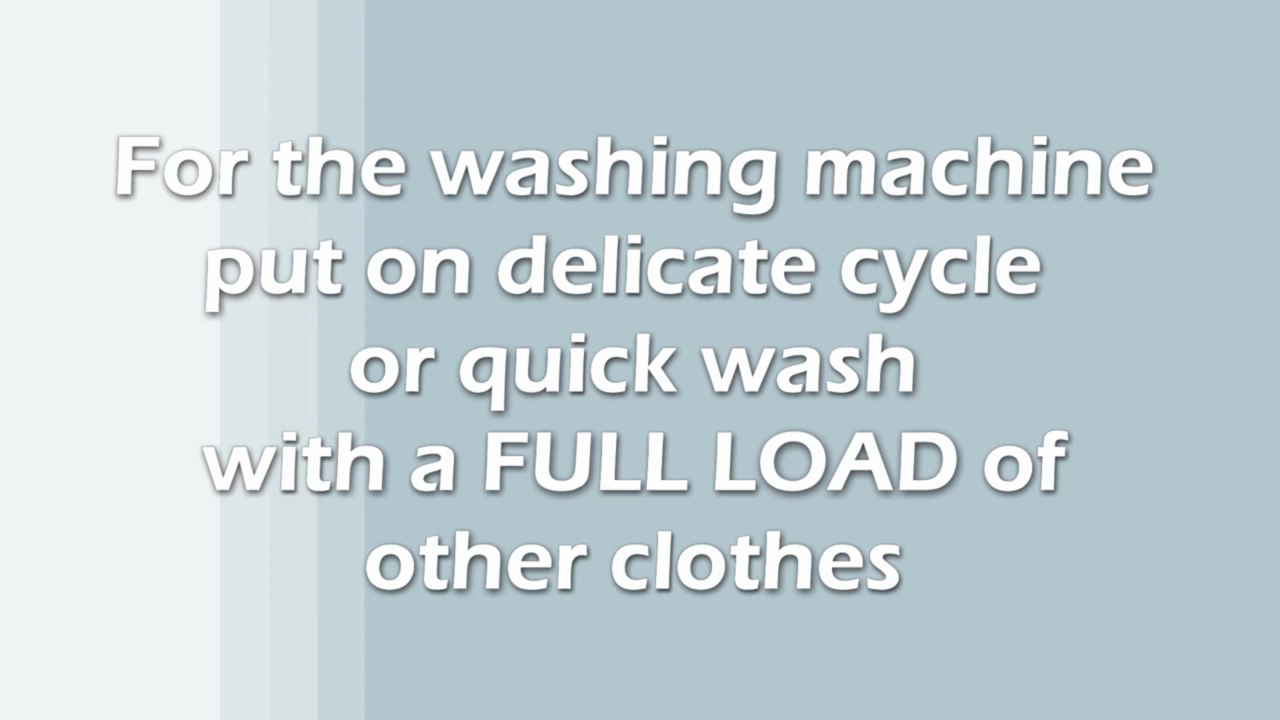 For the washing machine
put on delicate cycle
or quick wash
with a FULL LOAD of
other clothes